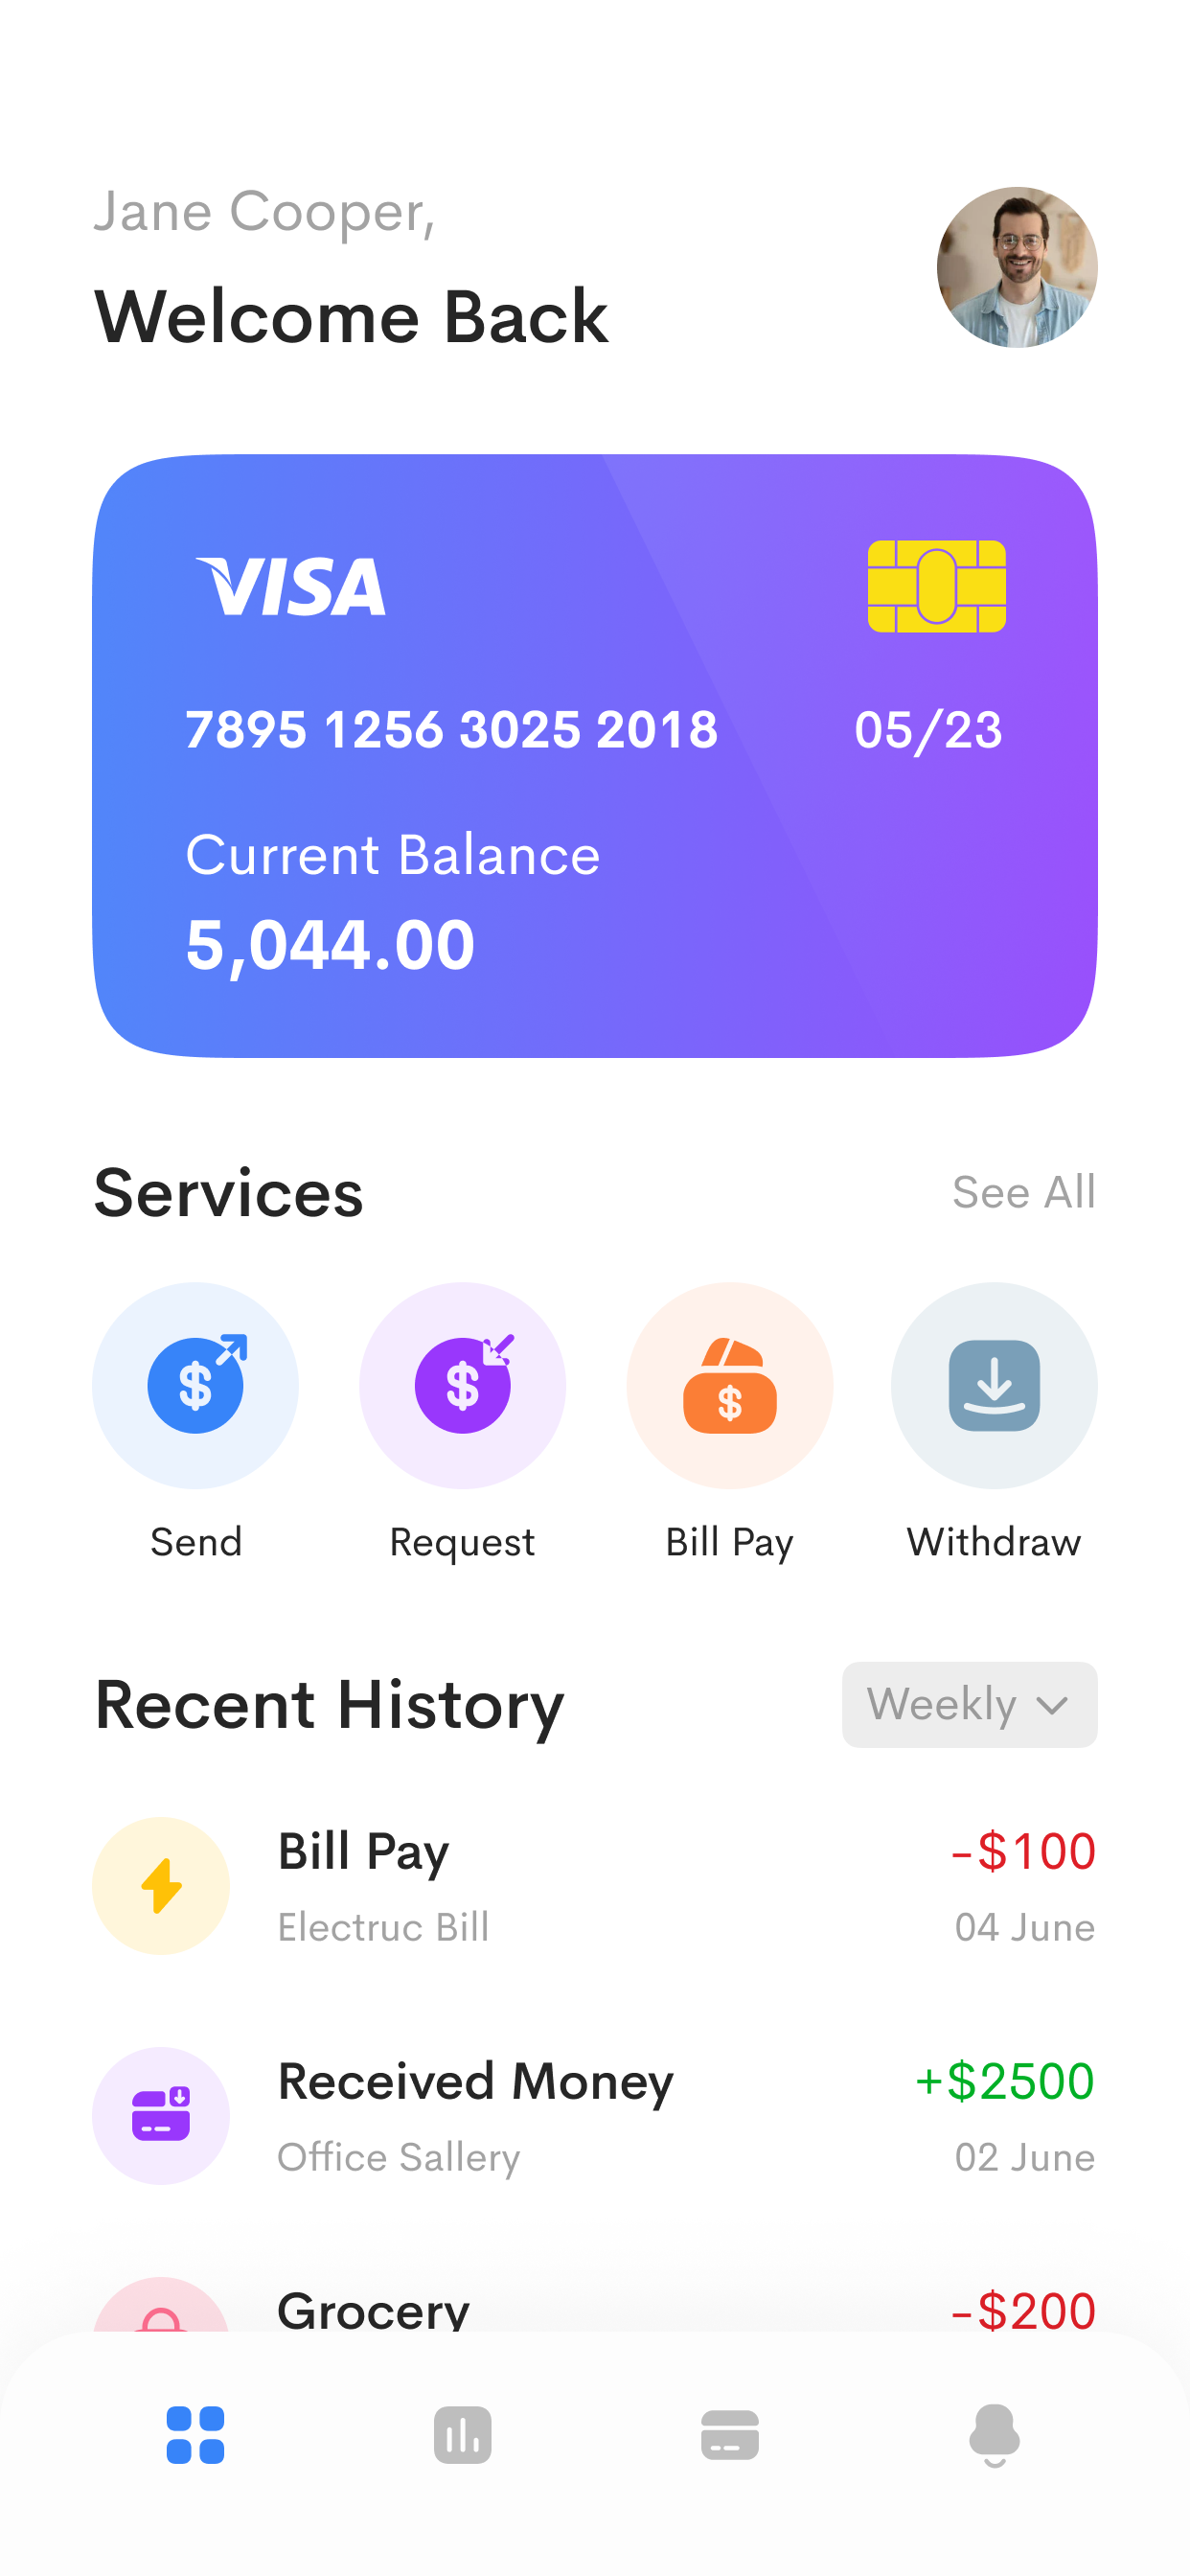 Jane Cooper,
Welcome Back
VISA
7895 1256 3025 2018 05/23
Current Balance
5,044.00
Services See All
$ $ $
Send Request Bill Pay Withdraw
Recent History Weekly
Bill Pay -$100
Electruc Bill 04 June
Received Money +$2500
Office Sallery 02 June
Grocery -$200